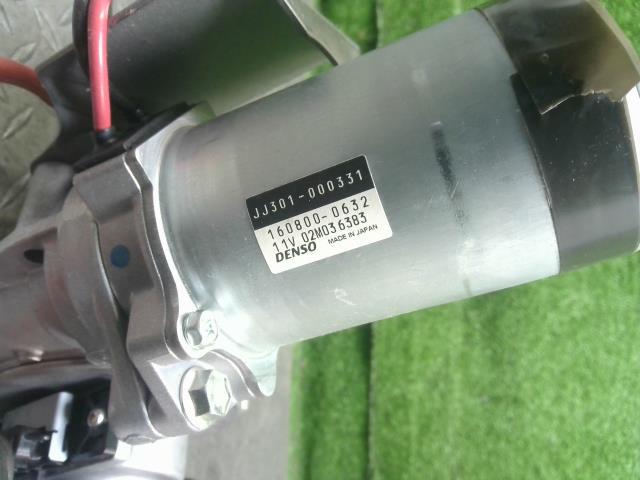 JJ301-000331
160800-0632
11V 02M036383
DENSO MADE IN JAPAN